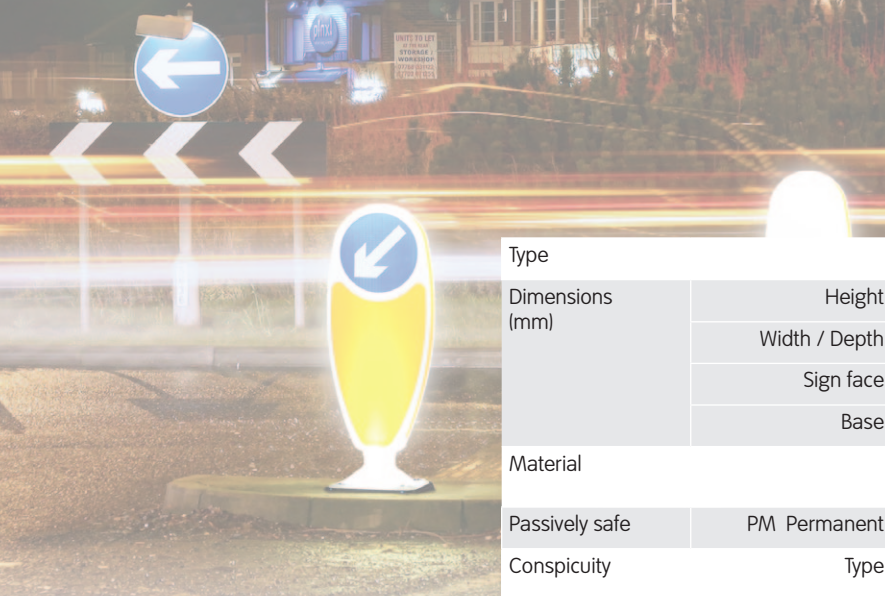 UNITS TO LET
STORAGE /
WORKSHOP
Type
Dimensions
(mm)
Height
Width / Depth
Sign face
Base
Material
Passively safe PM Permanent
Conspicuity Type